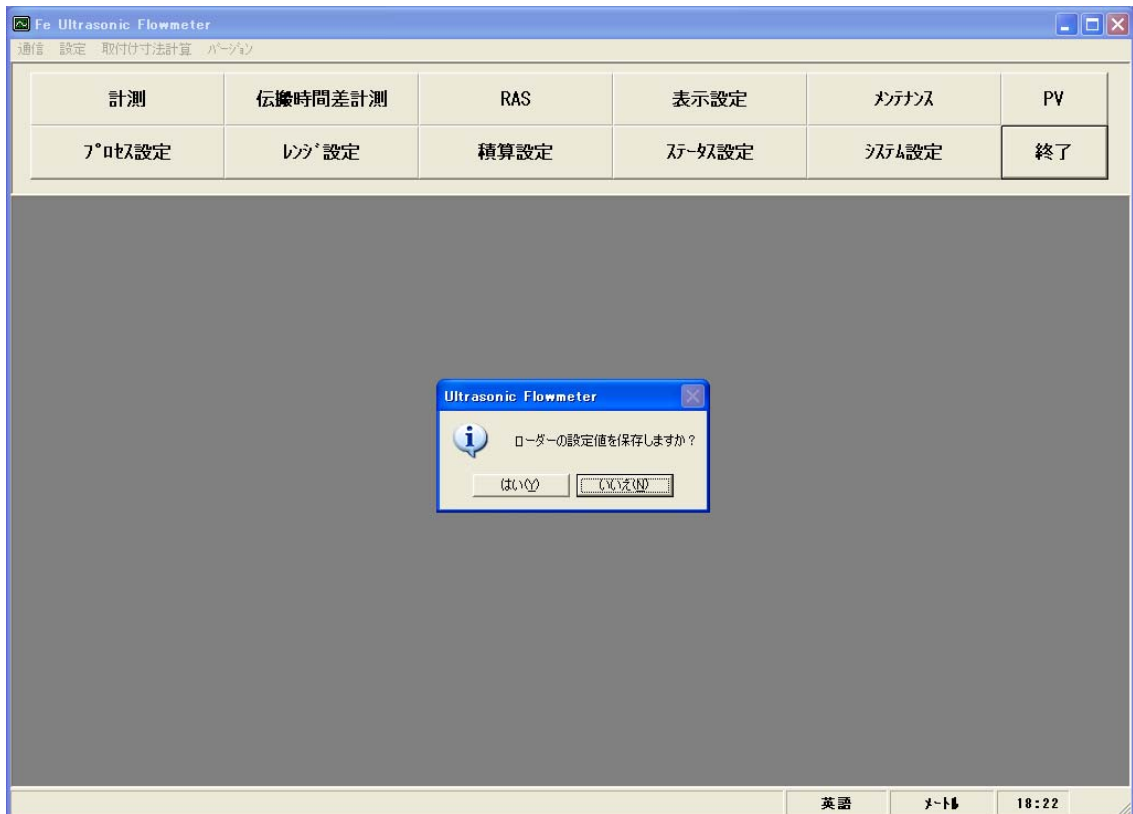 Fe Ultrasonic Flowmeter
通信 設定 取付け寸法計算 ﾊﾞｰｼﾞｮﾝ
計測 伝搬時間差計測 RAS 表示設定 ﾒﾝﾃﾅﾝｽ PV
ﾌﾟﾛｾｽ設定 ﾚﾝｼﾞ設定 積算設定 ｽﾃｰﾀｽ設定 ｼｽﾃﾑ設定 終了
Ultrasonic Flowmeter
ローダーの設定値を保存しますか？
はい(Y) いいえ(N)
英語 ﾒｰﾄﾙ 18:22